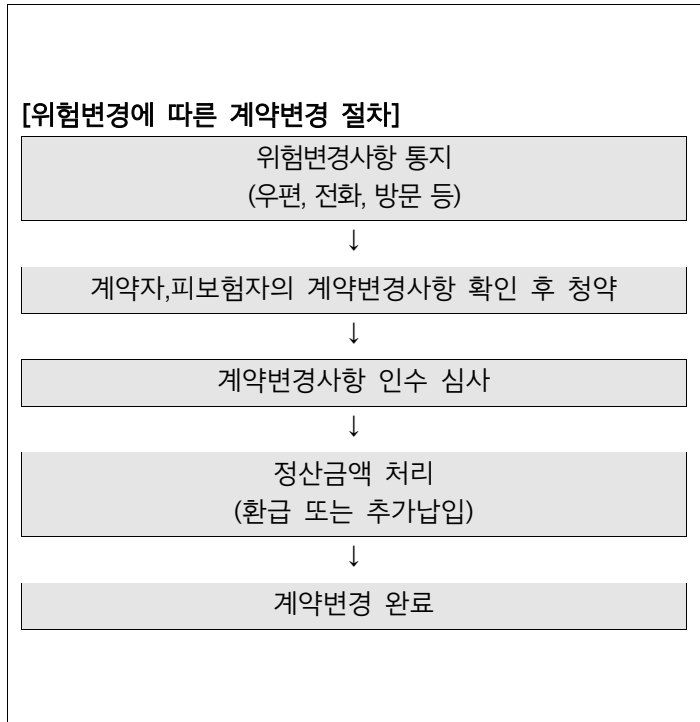 [위험변경에 따른 계약변경 절차]
위험변경사항 통지
(우편, 전화, 방문 등)
↓
계약자,피보험자의 계약변경사항 확인 후 청약
↓
계약변경사항 인수 심사
↓
정산금액 처리
(환급 또는 추가납입)
↓
계약변경 완료